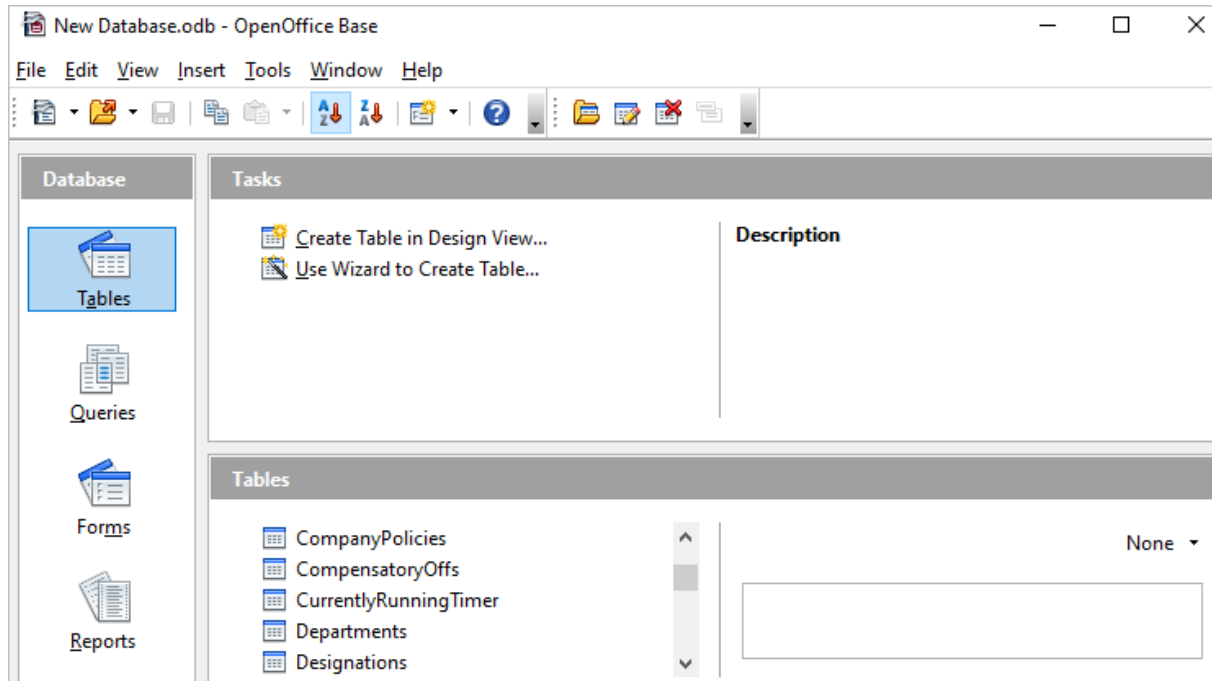 New Database.odb - OpenOffice Base
File Edit View Insert Tools Window Help
Database
Tables
Queries
Forms
Reports
Tasks
Create Table in Design View...
Use Wizard to Create Table...
Description
Tables
CompanyPolicies
CompensatoryOffs
CurrentlyRunningTimer
Departments
Designations
None